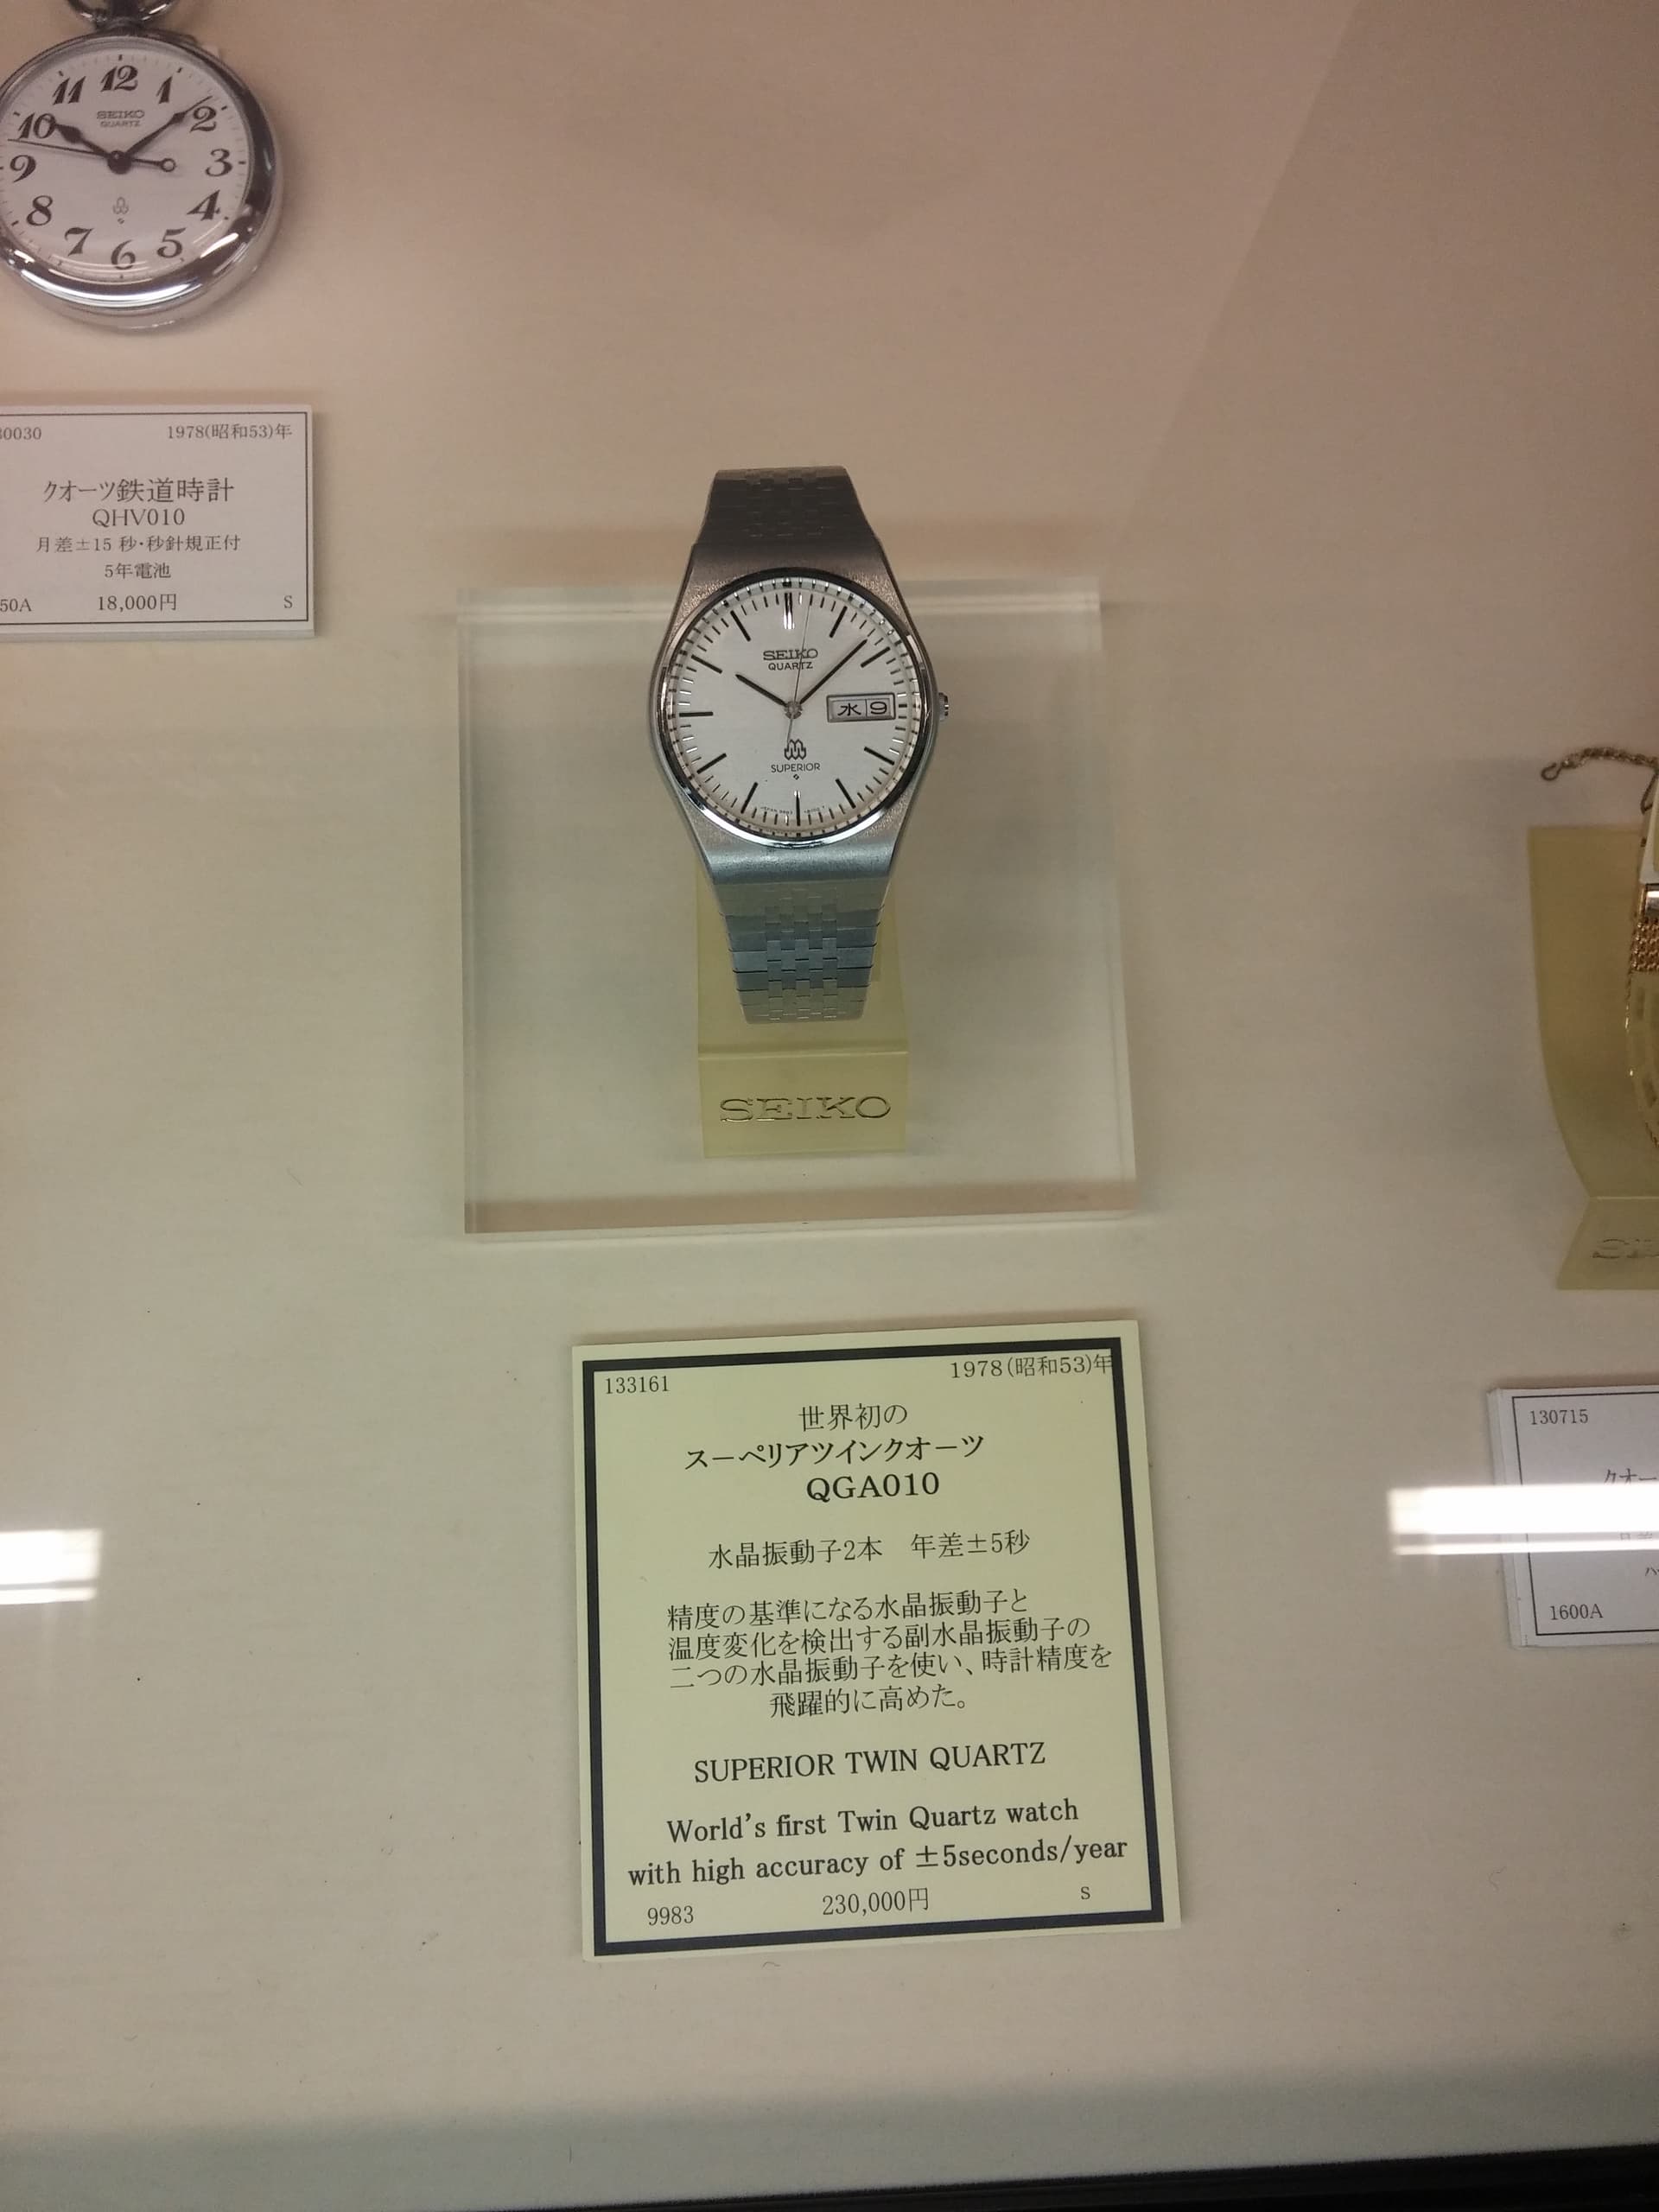 11 12 1
10 2
9 3
8 4
7 6 5
SEIKO
QUARTZ
30030 1978(昭和53)年
クオーツ鉄道時計
QHV010
月差±15 秒・秒針規正付
5年電池
50A 18,000円 S
SEIKO
QUARTZ
水 9
SUPERIOR
SEIKO
133161 1978(昭和53)年
世界初の
スーペリアツインクオーツ
QGA010
水晶振動子2本 年差±5秒
精度の基準になる水晶振動子と
温度変化を検出する副水晶振動子の
二つの水晶振動子を使い、時計精度を
飛躍的に高めた。
SUPERIOR TWIN QUARTZ
World's first Twin Quartz watch
with high accuracy of ±5seconds/year
9983 230,000円 S
130715
クオー
1600A